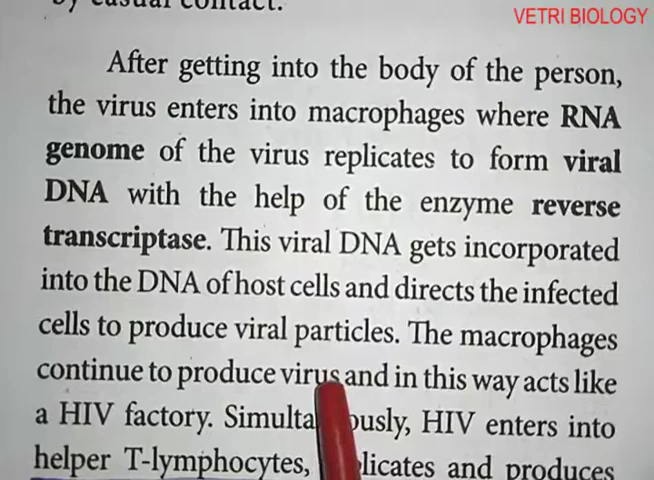 VETRI BIOLOGY
by casual contact.
After getting into the body of the person,
the virus enters into macrophages where RNA
genome of the virus replicates to form viral
DNA with the help of the enzyme reverse
transcriptase. This viral DNA gets incorporated
into the DNA of host cells and directs the infected
cells to produce viral particles. The macrophages
continue to produce virus and in this way acts like
a HIV factory. HIV enters into
helper T-lymphocytes, and produces